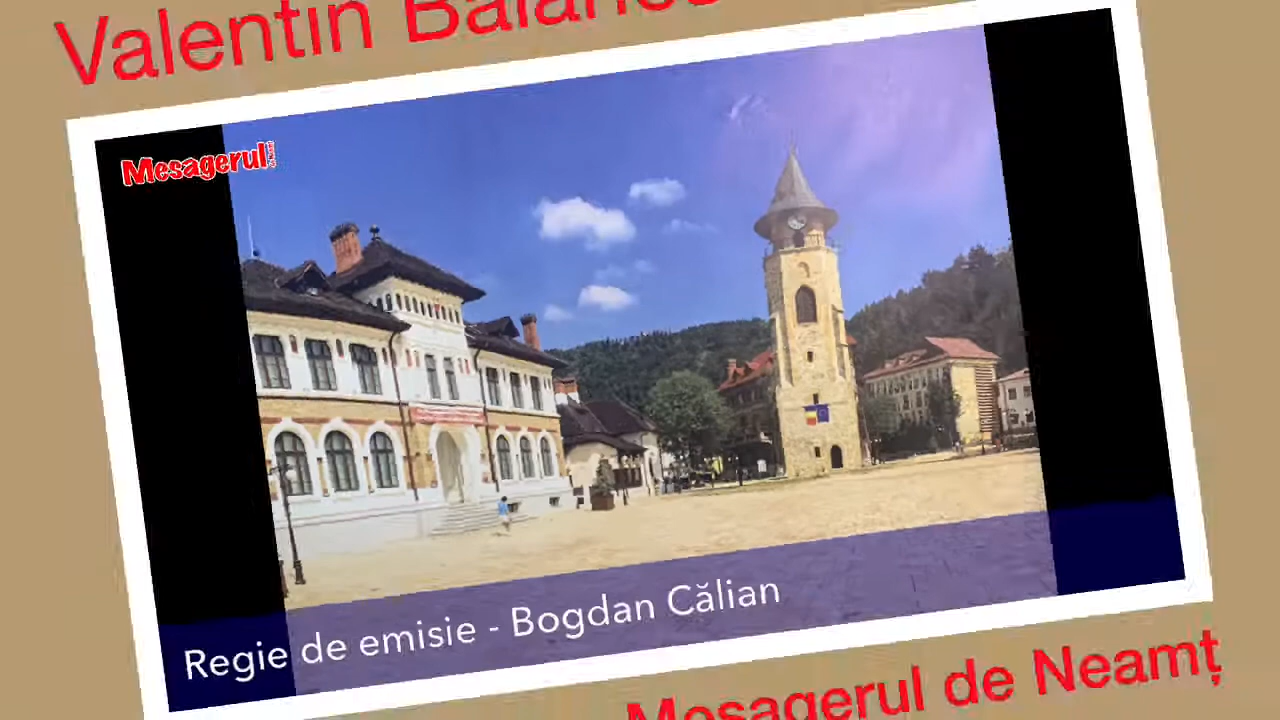 Valentin
Mesagerul
Regie de emisie - Bogdan Călian
Mesagerul de Neamț